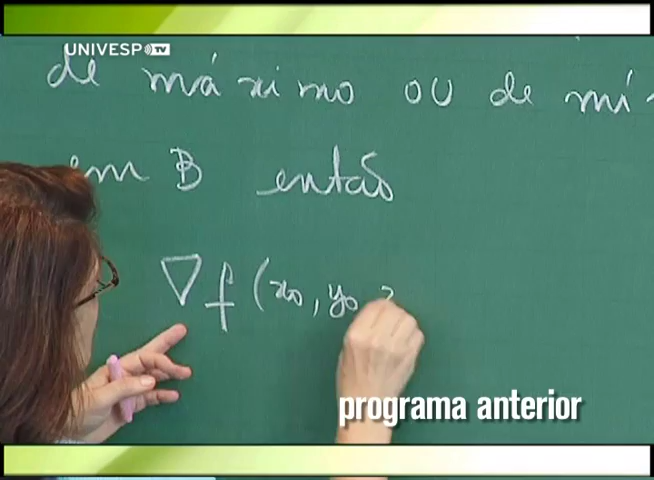 UNIVESP TV
de máximo ou de mí
em B então
∇f(x₀, y₀, z
programa anterior